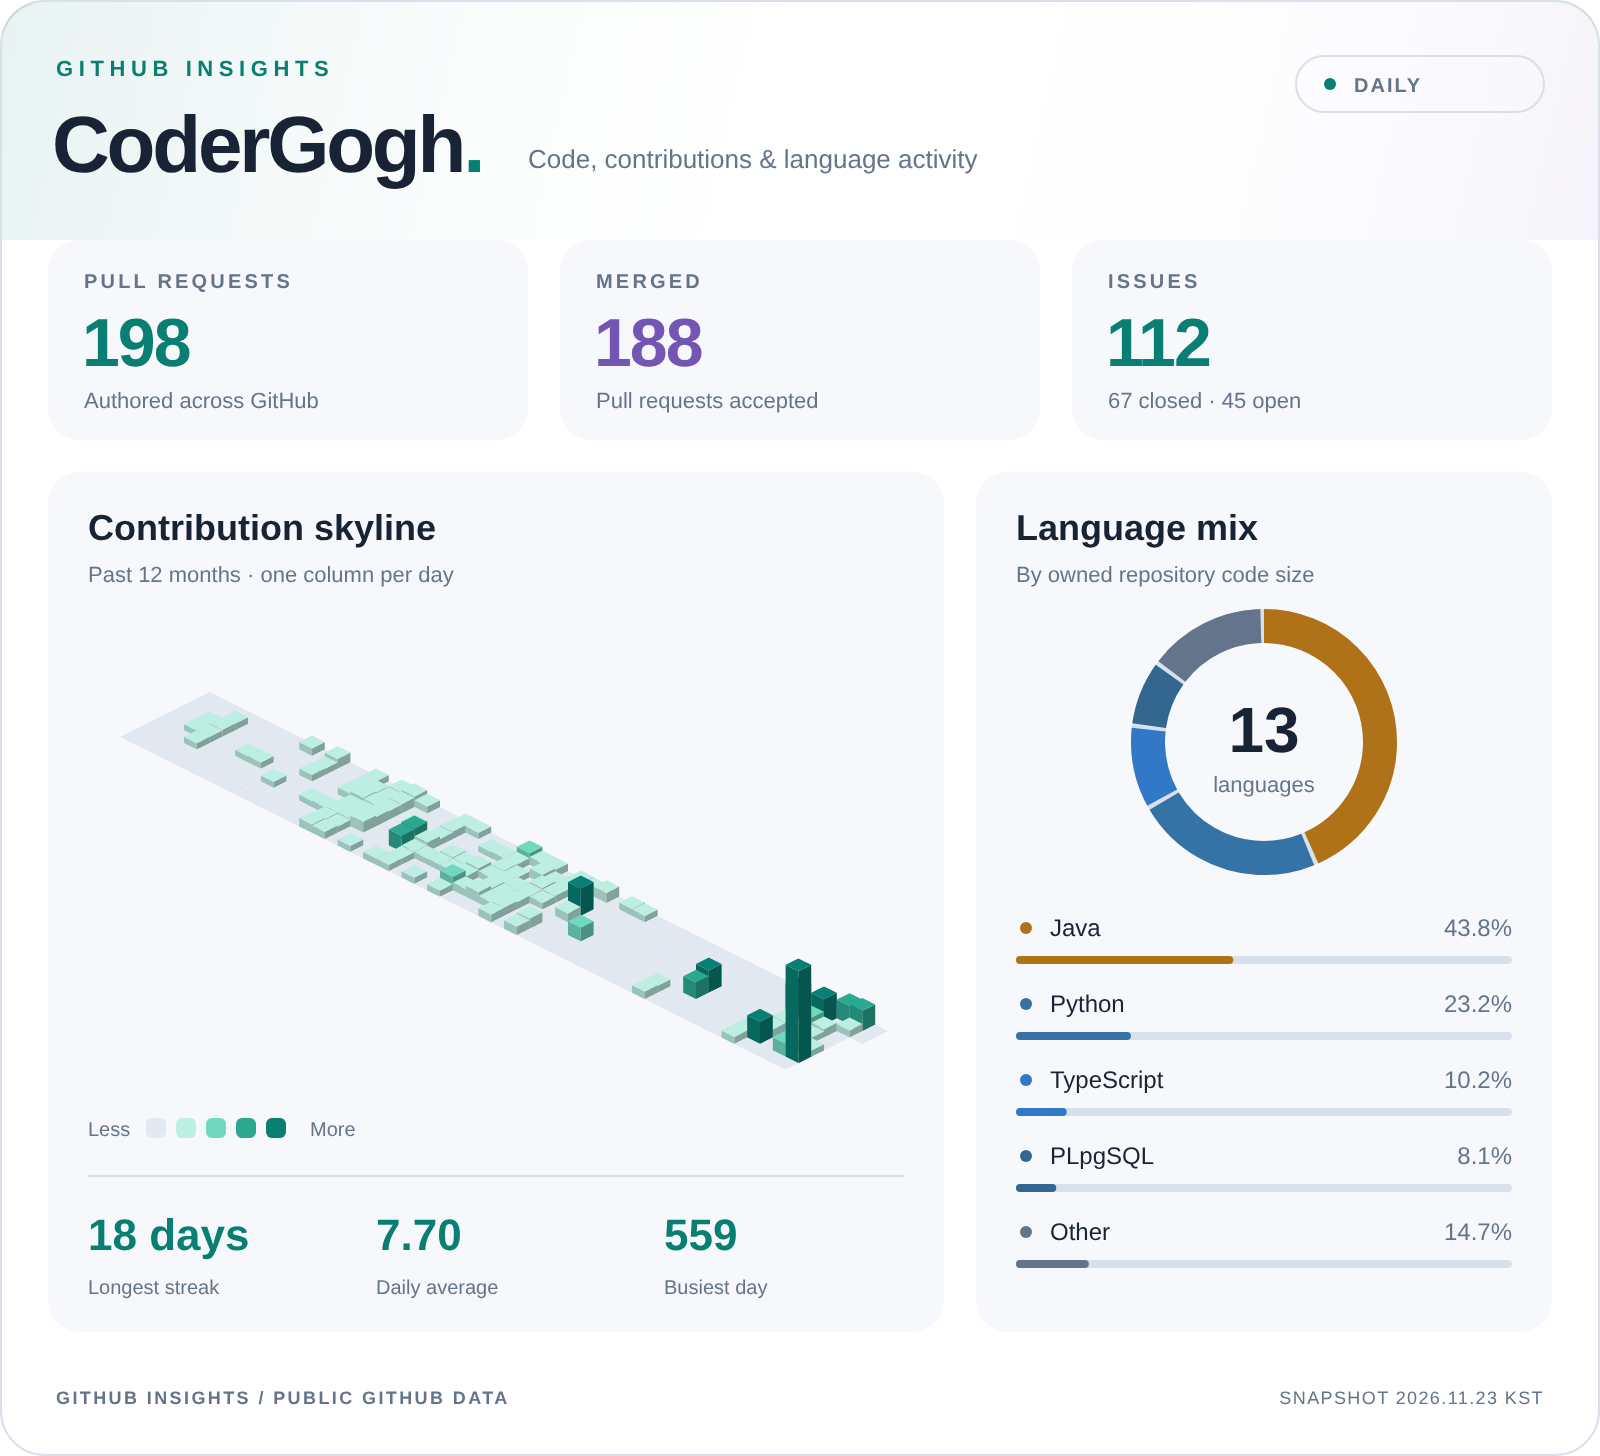 GITHUB INSIGHTS
DAILY
CoderGogh.
Code, contributions & language activity
PULL REQUESTS
198
Authored across GitHub
MERGED
188
Pull requests accepted
ISSUES
112
67 closed · 45 open
Contribution skyline
Past 12 months · one column per day
Less
More
18 days
Longest streak
7.70
Daily average
559
Busiest day
Language mix
By owned repository code size
13
languages
Java 43.8%
Python 23.2%
TypeScript 10.2%
PLpgSQL 8.1%
Other 14.7%
GITHUB INSIGHTS / PUBLIC GITHUB DATA
SNAPSHOT 2026.11.23 KST